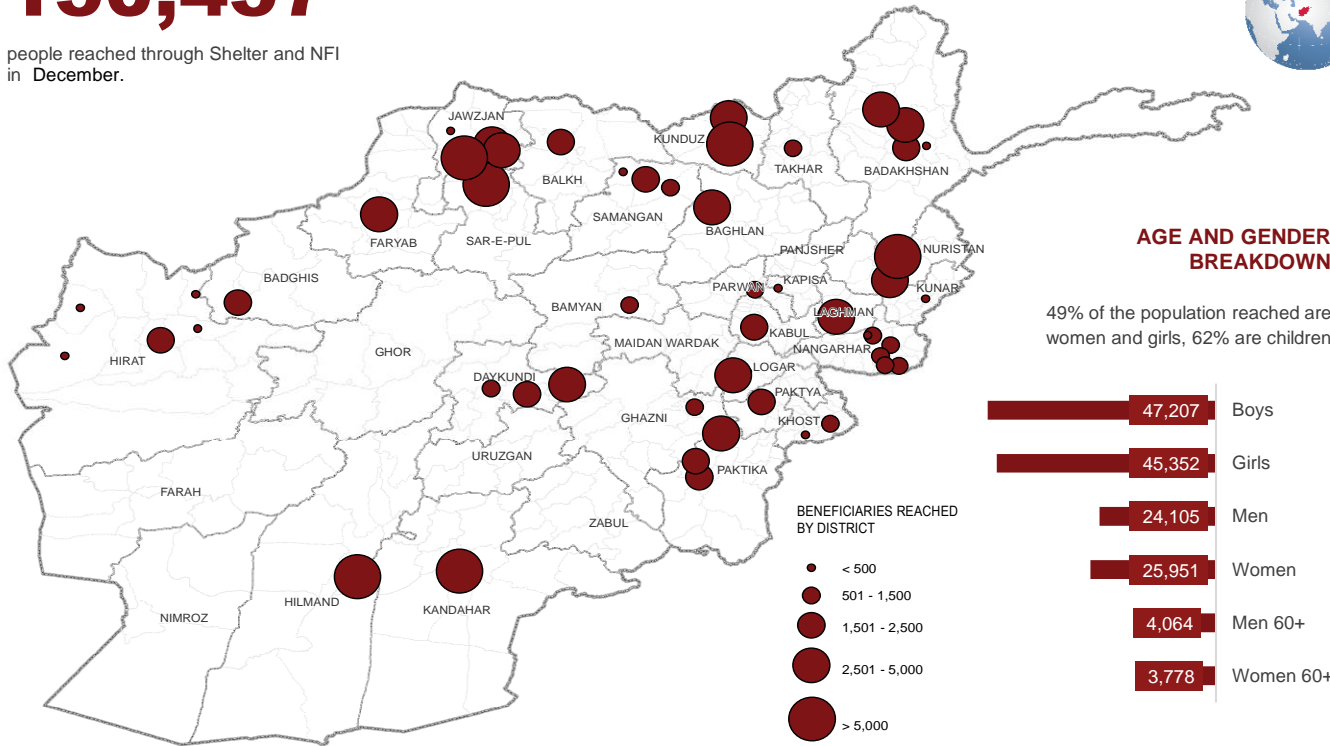 150,457
people reached through Shelter and NFI
in December.
JAWZJAN
KUNDUZ
TAKHAR
BADAKHSHAN
BALKH
SAMANGAN
BAGHLAN
FARYAB
SAR-E-PUL
PANJSHER
NURISTAN
BADGHIS
BAMYAN
PARWAN
KAPISA
KUNAR
LAGHMAN
HIRAT
GHOR
MAIDAN WARDAK
KABUL
NANGARHAR
DAYKUNDI
LOGAR
PAKTYA
GHAZNI
KHOST
URUZGAN
PAKTIKA
FARAH
ZABUL
NIMROZ
HILMAND
KANDAHAR
BENEFICIARIES REACHED
BY DISTRICT
< 500
501 - 1,500
1,501 - 2,500
2,501 - 5,000
> 5,000
AGE AND GENDER
BREAKDOWN
49% of the population reached are
women and girls, 62% are children
47,207 Boys
45,352 Girls
24,105 Men
25,951 Women
4,064 Men 60+
3,778 Women 60+